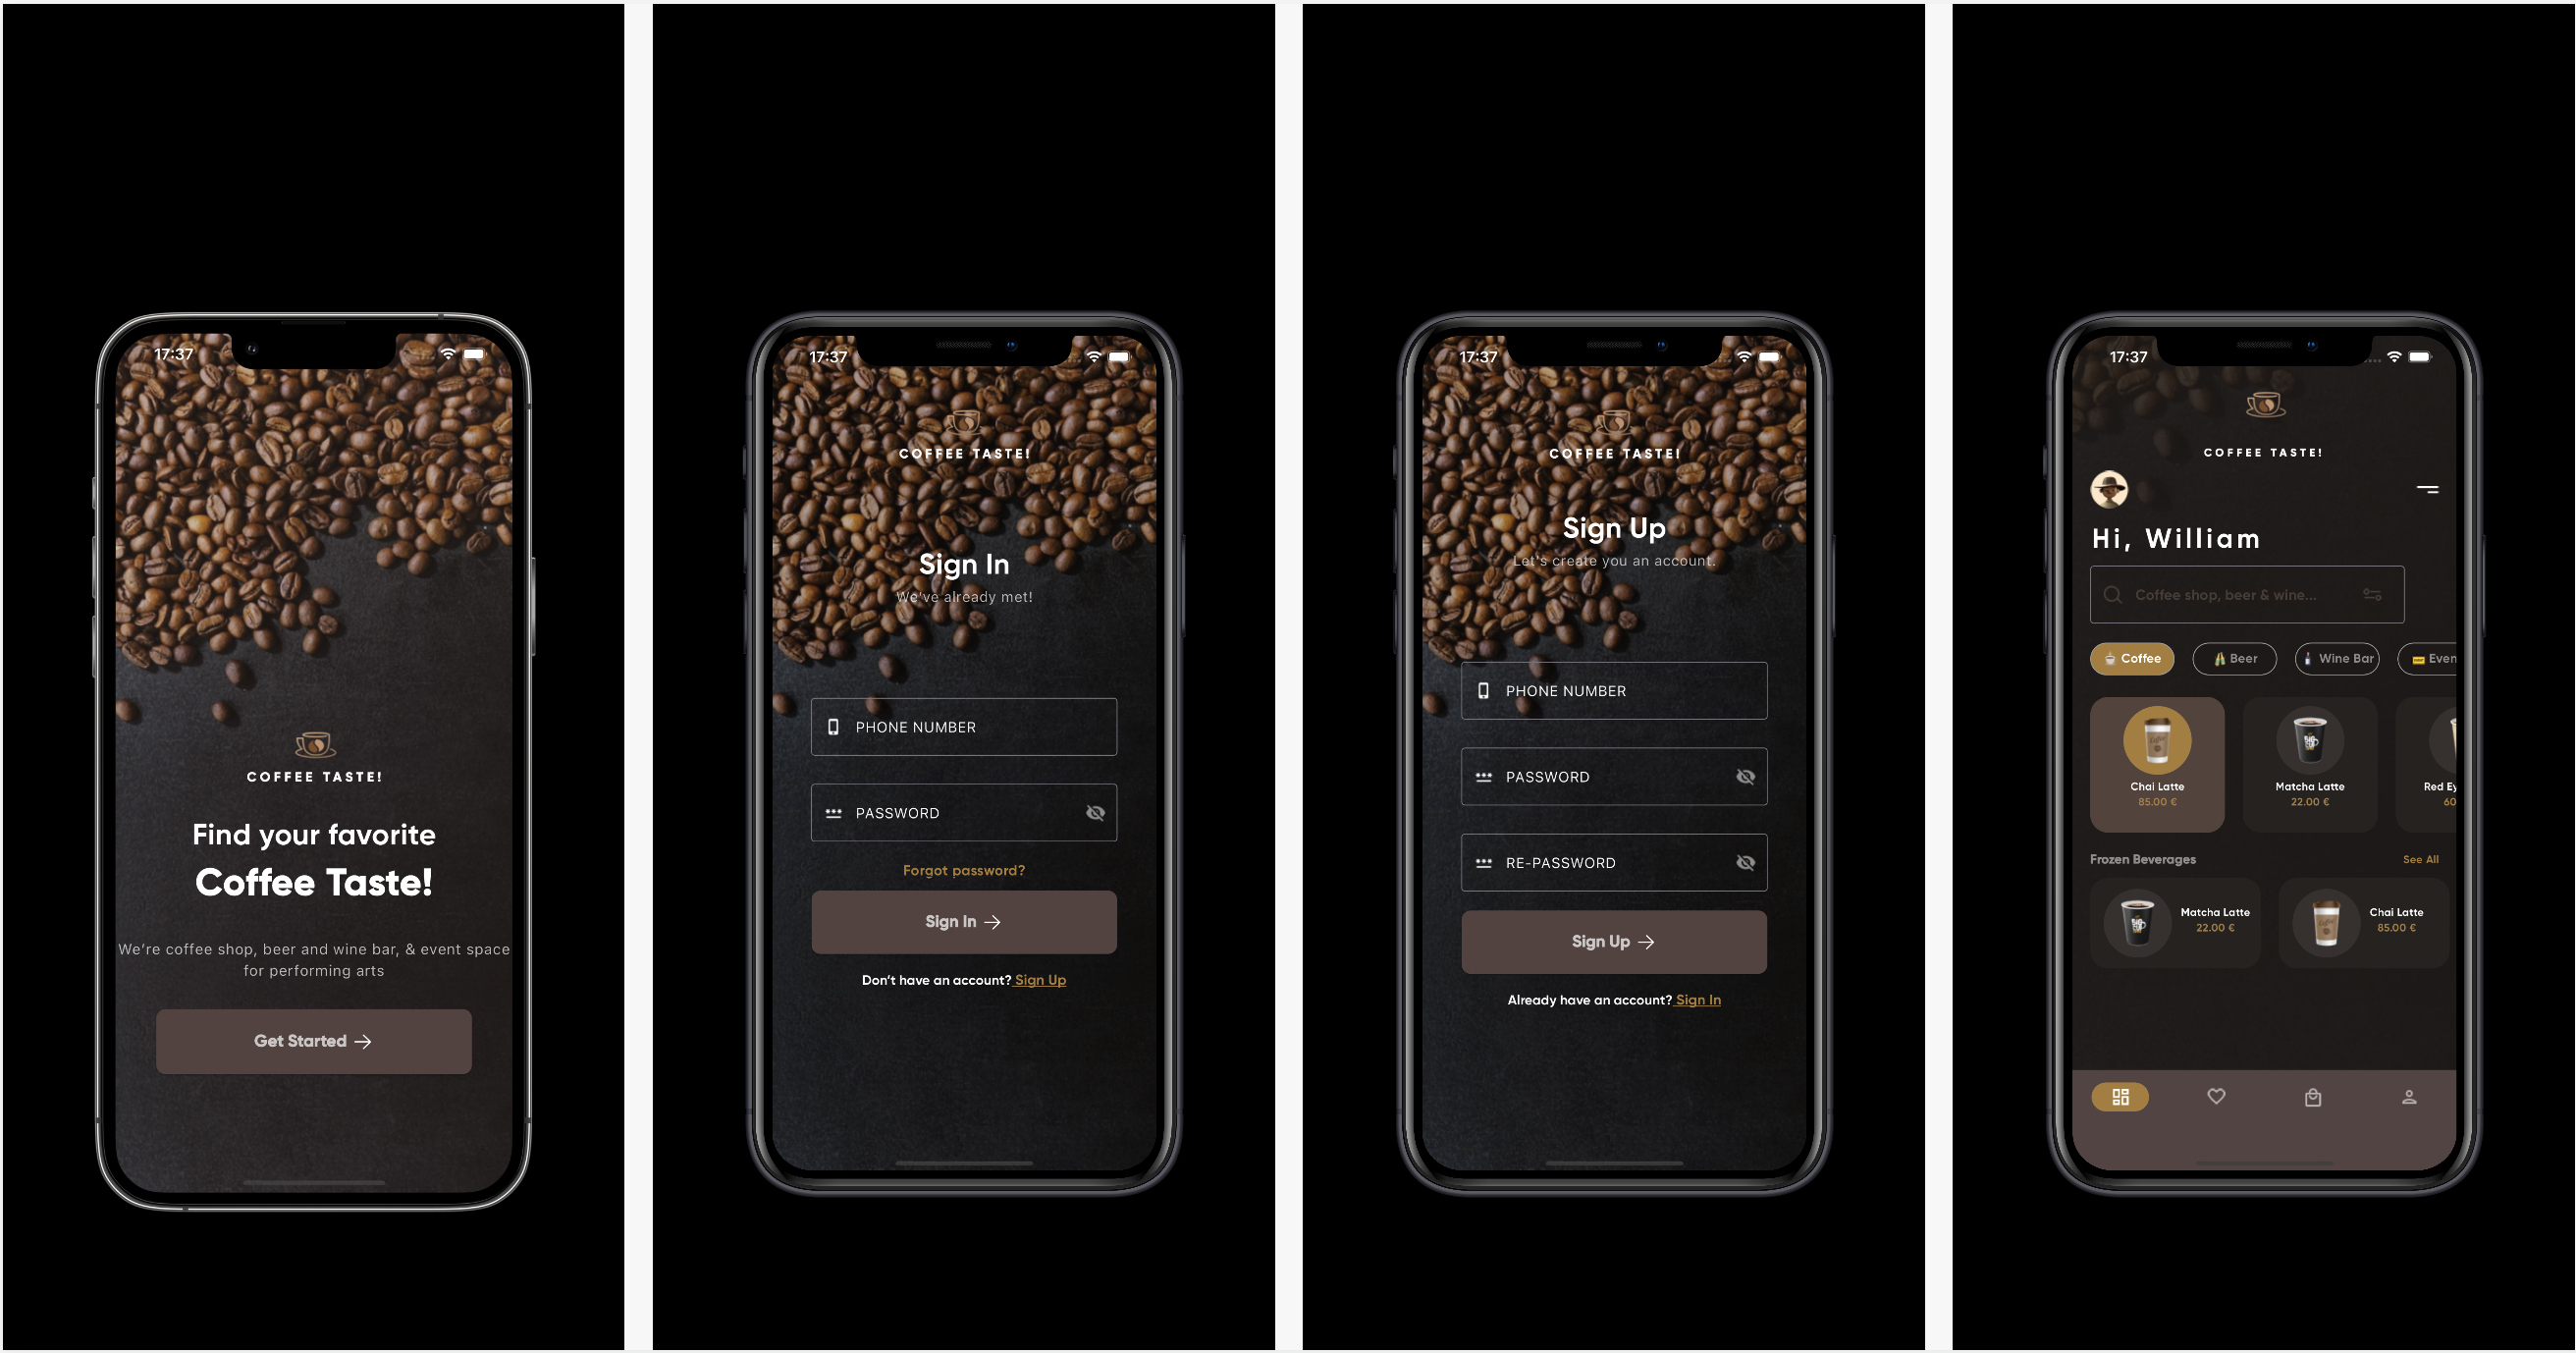 17:37
COFFEE TASTE!
Find your favorite
Coffee Taste!
We're coffee shop, beer and wine bar, & event space
for performing arts
Get Started
17:37
COFFEE TASTE!
Sign In
We've already met!
PHONE NUMBER
PASSWORD
Forgot password?
Sign In
Don't have an account? Sign Up
17:37
COFFEE TASTE!
Sign Up
Let's create you an account.
PHONE NUMBER
PASSWORD
RE-PASSWORD
Sign Up
Already have an account? Sign In
17:37
COFFEE TASTE!
Hi, William
Coffee shop, beer & wine...
Coffee Beer Wine Bar Even
Chai Latte Matcha Latte Red Ey
85.00 € 22.00 € 60
Frozen Beverages See All
Matcha Latte Chai Latte
22.00 € 85.00 €